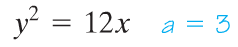 y² = 12x a = 3